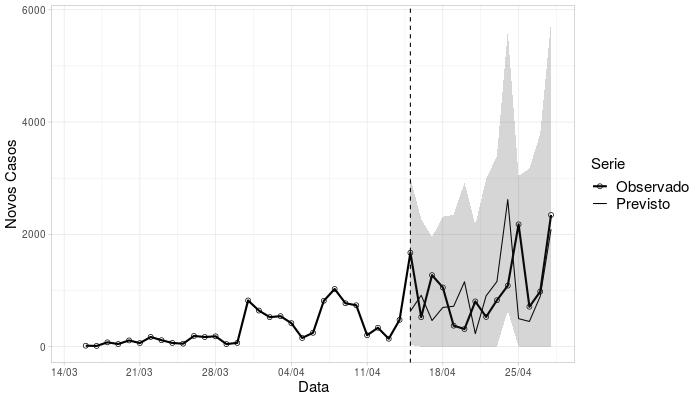 6000
4000
2000
0
Novos Casos
14/03 21/03 28/03 04/04 11/04 18/04 25/04
Data
Serie
Observado
Previsto